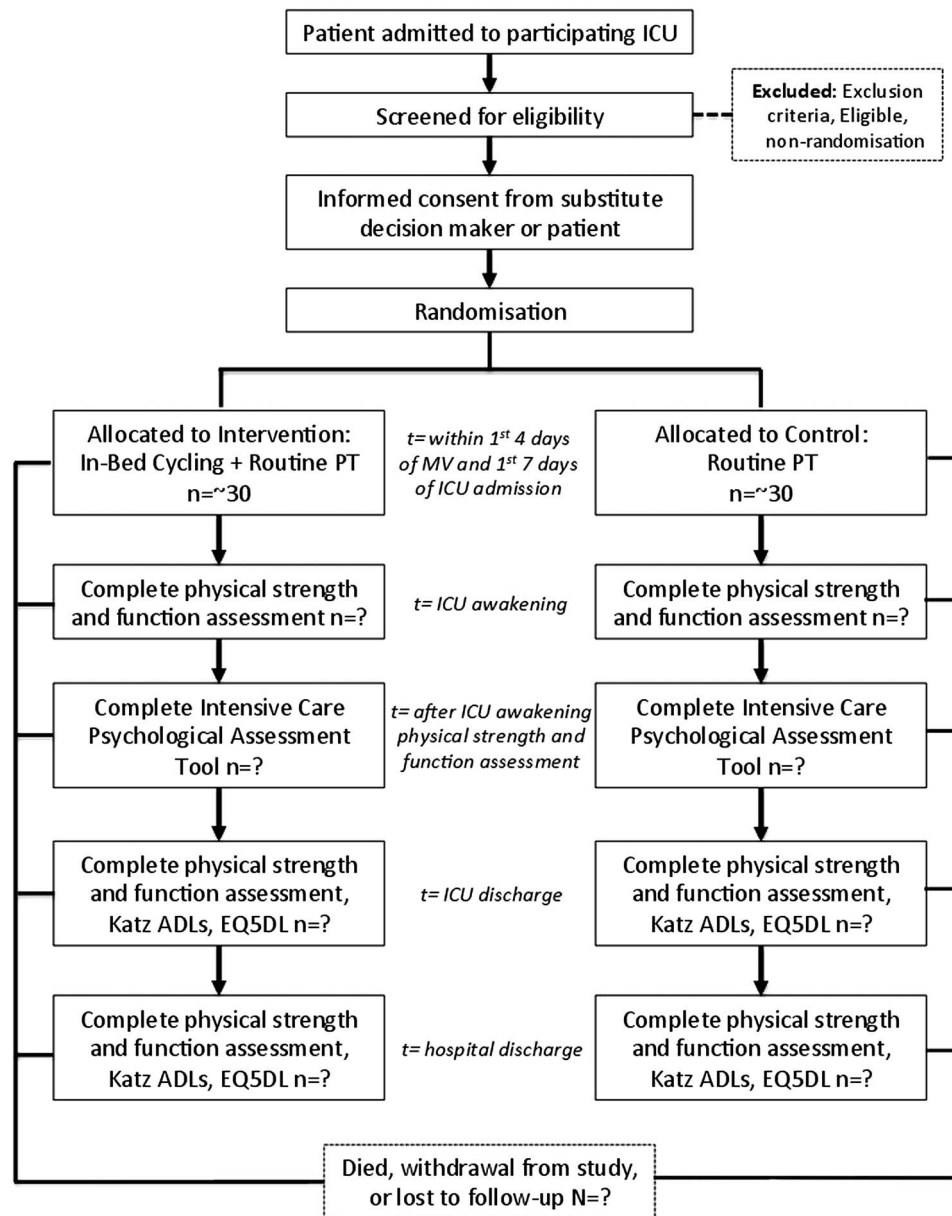 Patient admitted to participating ICU
Screened for eligibility
Excluded: Exclusion
criteria, Eligible,
non-randomisation
Informed consent from substitute
decision maker or patient
Randomisation
Allocated to Intervention:
In-Bed Cycling + Routine PT
n=~30
t= within 1st 4 days
of MV and 1st 7 days
of ICU admission
Allocated to Control:
Routine PT
n=~30
Complete physical strength
and function assessment n=?
t= ICU awakening
Complete physical strength
and function assessment n=?
Complete Intensive Care
Psychological Assessment
Tool n=?
t= after ICU awakening
physical strength and
function assessment
Complete Intensive Care
Psychological Assessment
Tool n=?
Complete physical strength
and function assessment,
Katz ADLs, EQ5DL n=?
t= ICU discharge
Complete physical strength
and function assessment,
Katz ADLs, EQ5DL n=?
Complete physical strength
and function assessment,
Katz ADLs, EQ5DL n=?
t= hospital discharge
Complete physical strength
and function assessment,
Katz ADLs, EQ5DL n=?
Died, withdrawal from study,
or lost to follow-up N=?